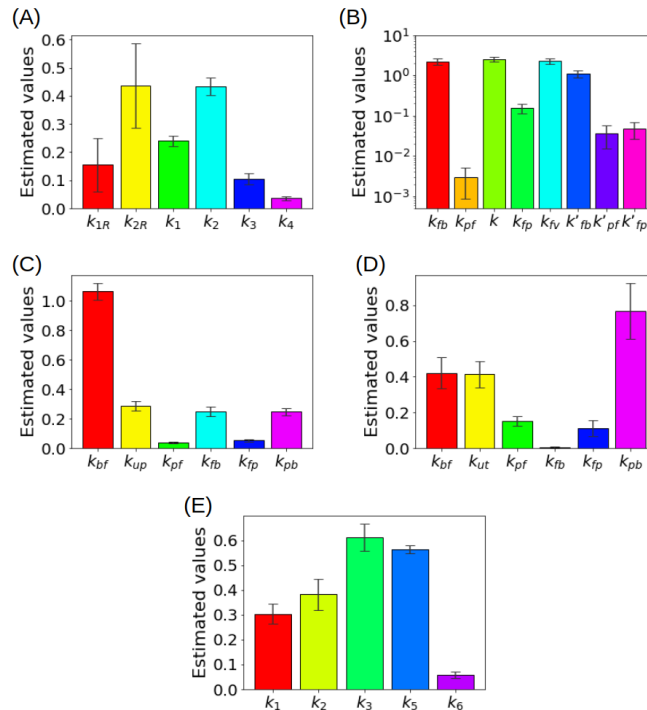 (A)
Estimated values
0.6
0.5
0.4
0.3
0.2
0.1
0.0
k1R k2R k1 k2 k3 k4
(B)
Estimated values
10^1
10^0
10^-1
10^-2
10^-3
kfb kpf k kfp kfv k'fb k'pf k'fp
(C)
Estimated values
1.0
0.8
0.6
0.4
0.2
0.0
kbf kup kpf kfb kfp kpb
(D)
Estimated values
0.8
0.6
0.4
0.2
0.0
kbf kut kpf kfb kfp kpb
(E)
Estimated values
0.6
0.5
0.4
0.3
0.2
0.1
0.0
k1 k2 k3 k5 k6